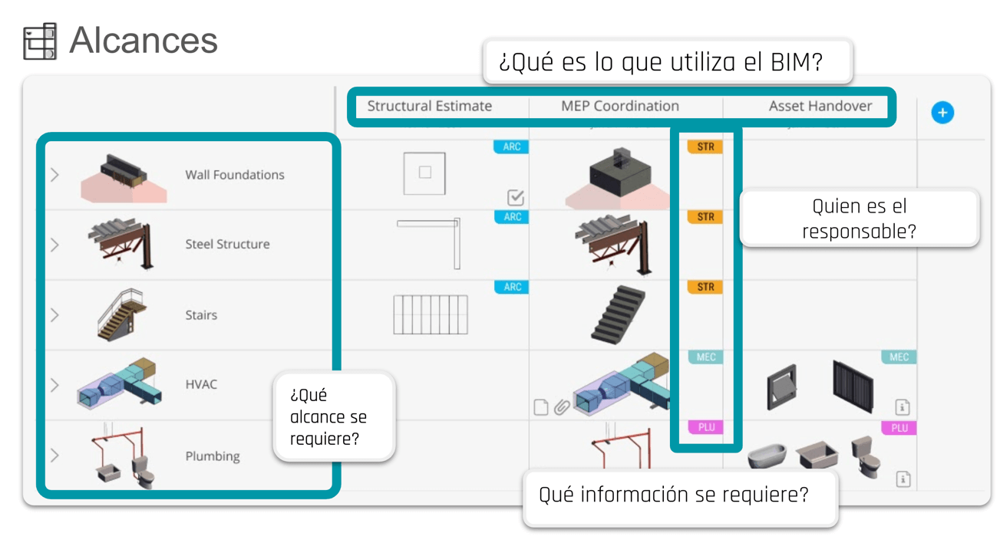 Alcances
¿Qué es lo que utiliza el BIM?
Structural Estimate
MEP Coordination
Asset Handover
+
Wall Foundations
ARC
STR
Quien es el
responsable?
Steel Structure
ARC
STR
Stairs
ARC
STR
HVAC
MEC
MEC
¿Qué
alcance se
requiere?
Plumbing
PLU
PLU
Qué información se requiere?